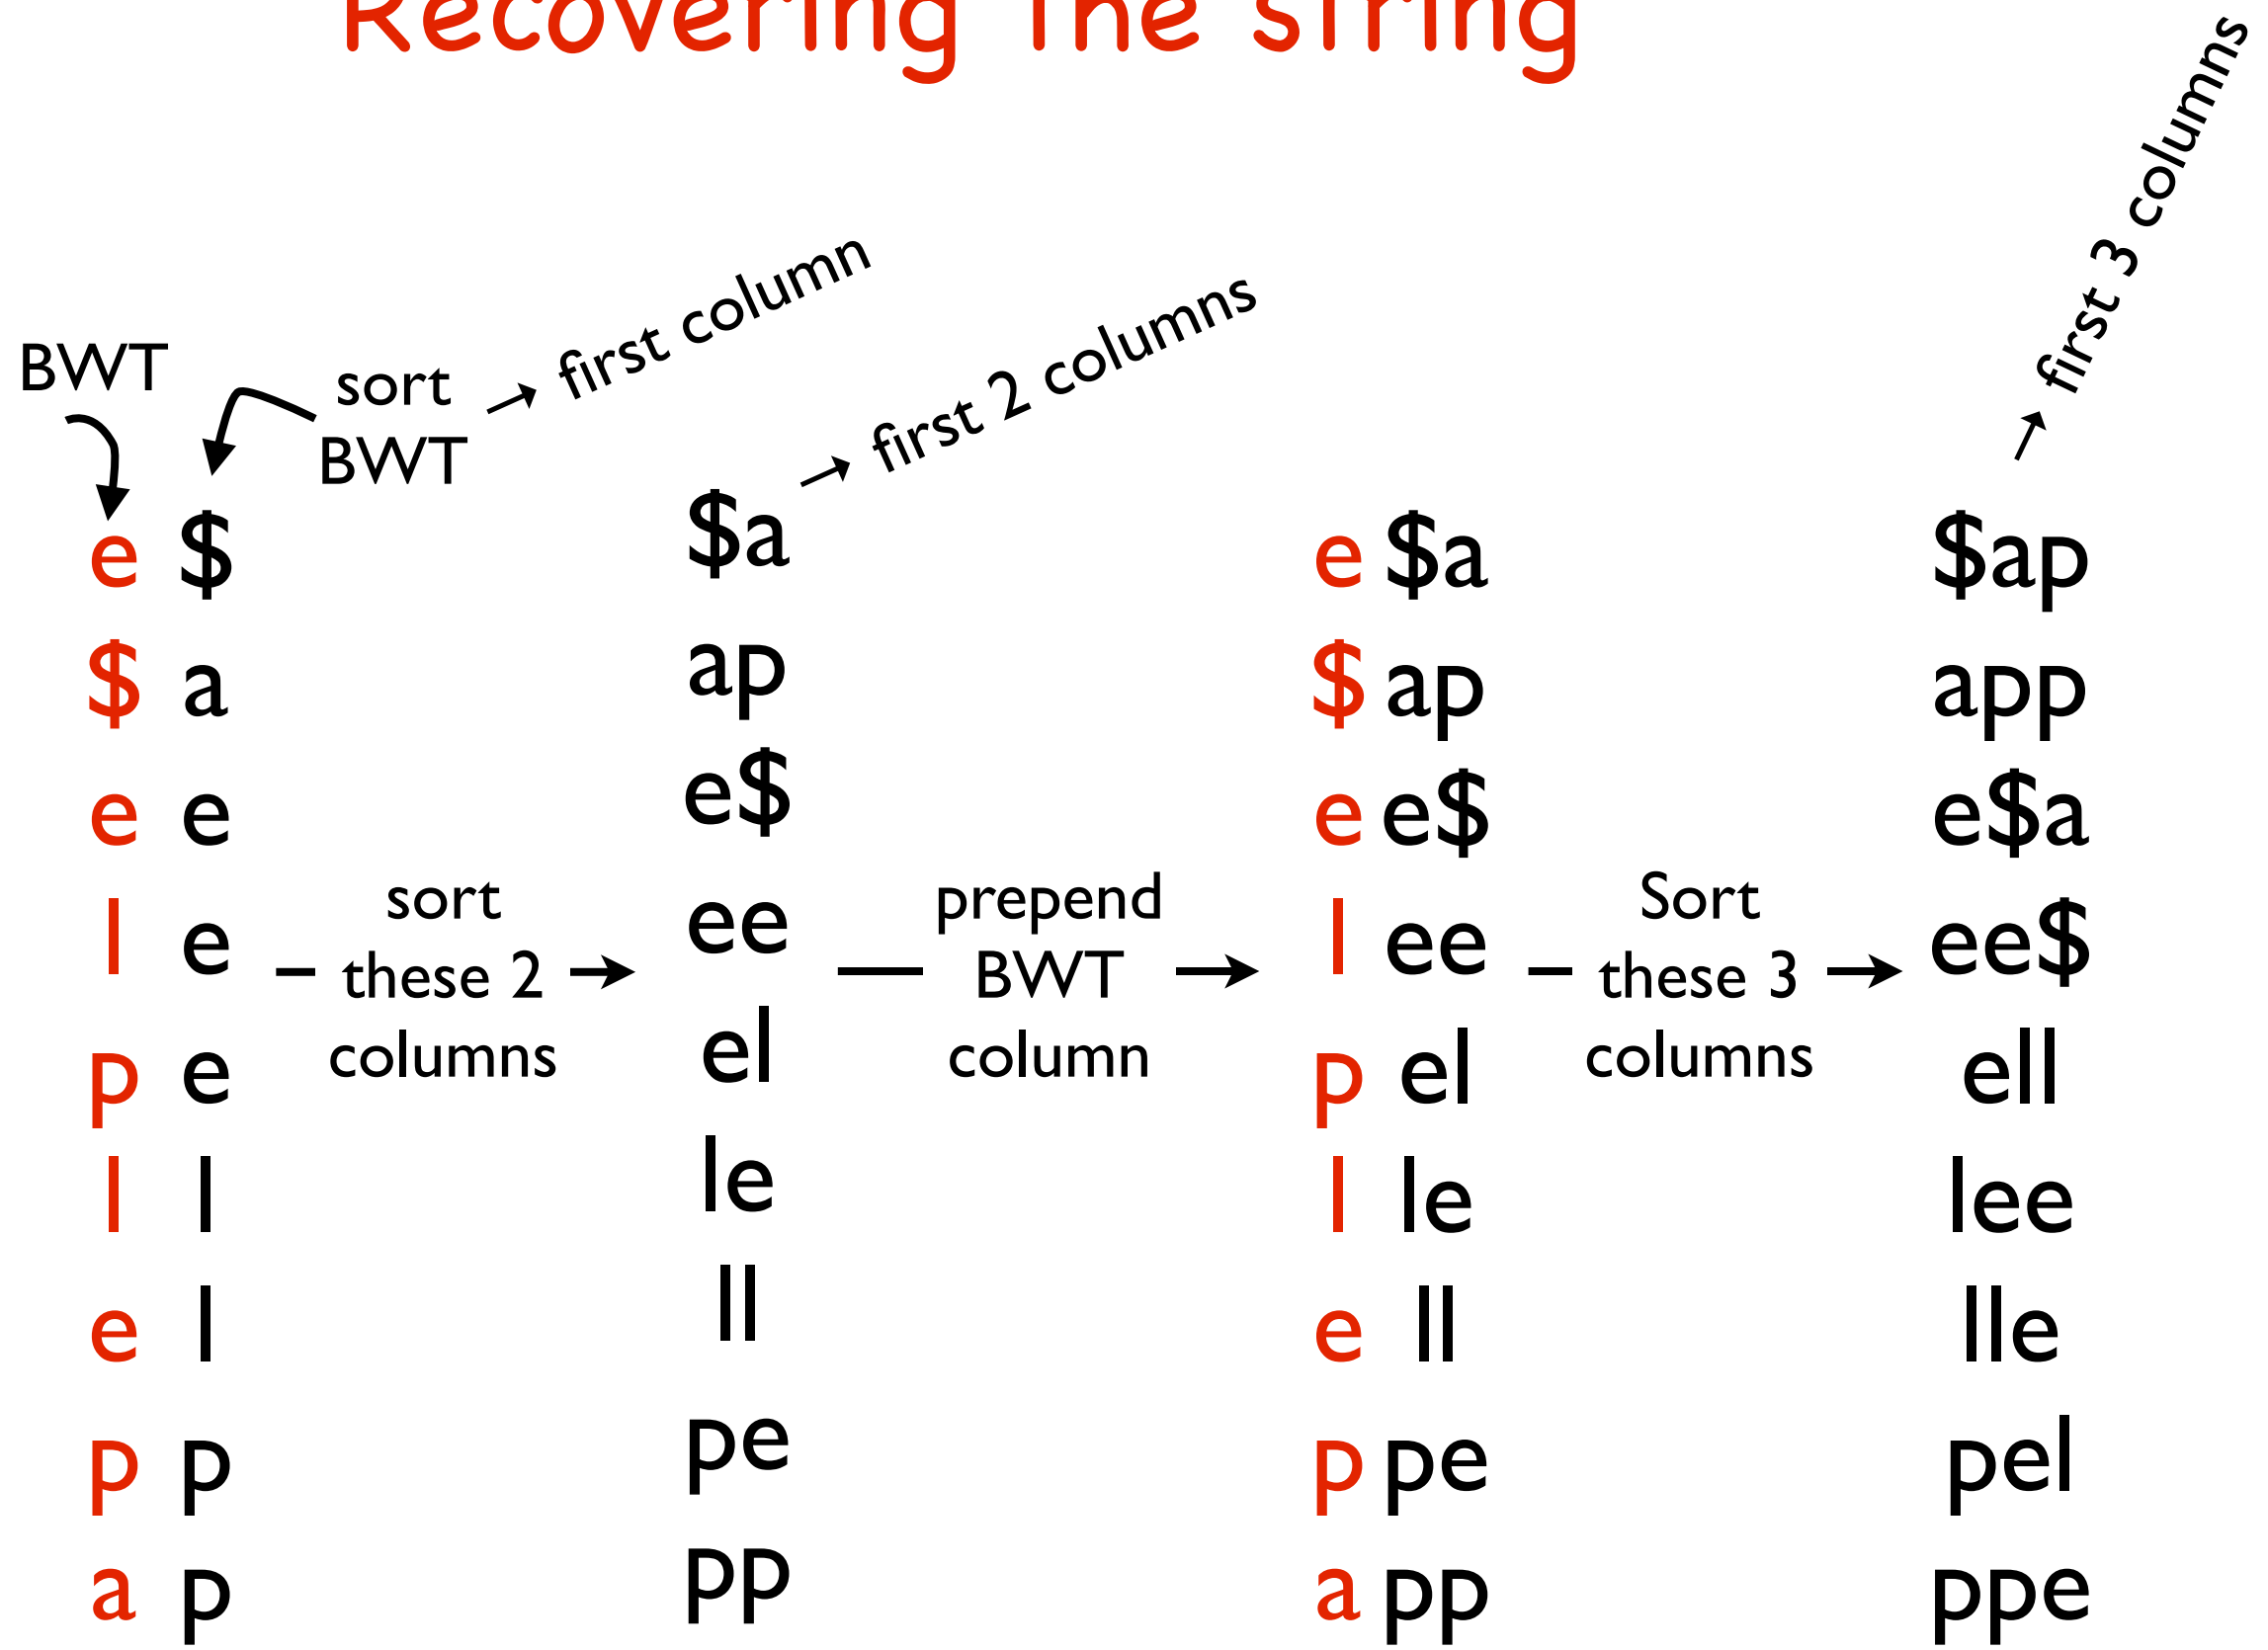 Recovering the string
→ first 3 columns
→ first column
→ first 2 columns
BWT
sort
BWT
e $ $a e $a $ap
$ a ap $ ap app
e e e$ e e$ e$a
l e ee l ee ee$
sort
these 2
columns
prepend
BWT
column
Sort
these 3
columns
p e el p el ell
l l le l le lee
e l ll e ll lle
p p pe p pe pel
a p pp a pp ppe